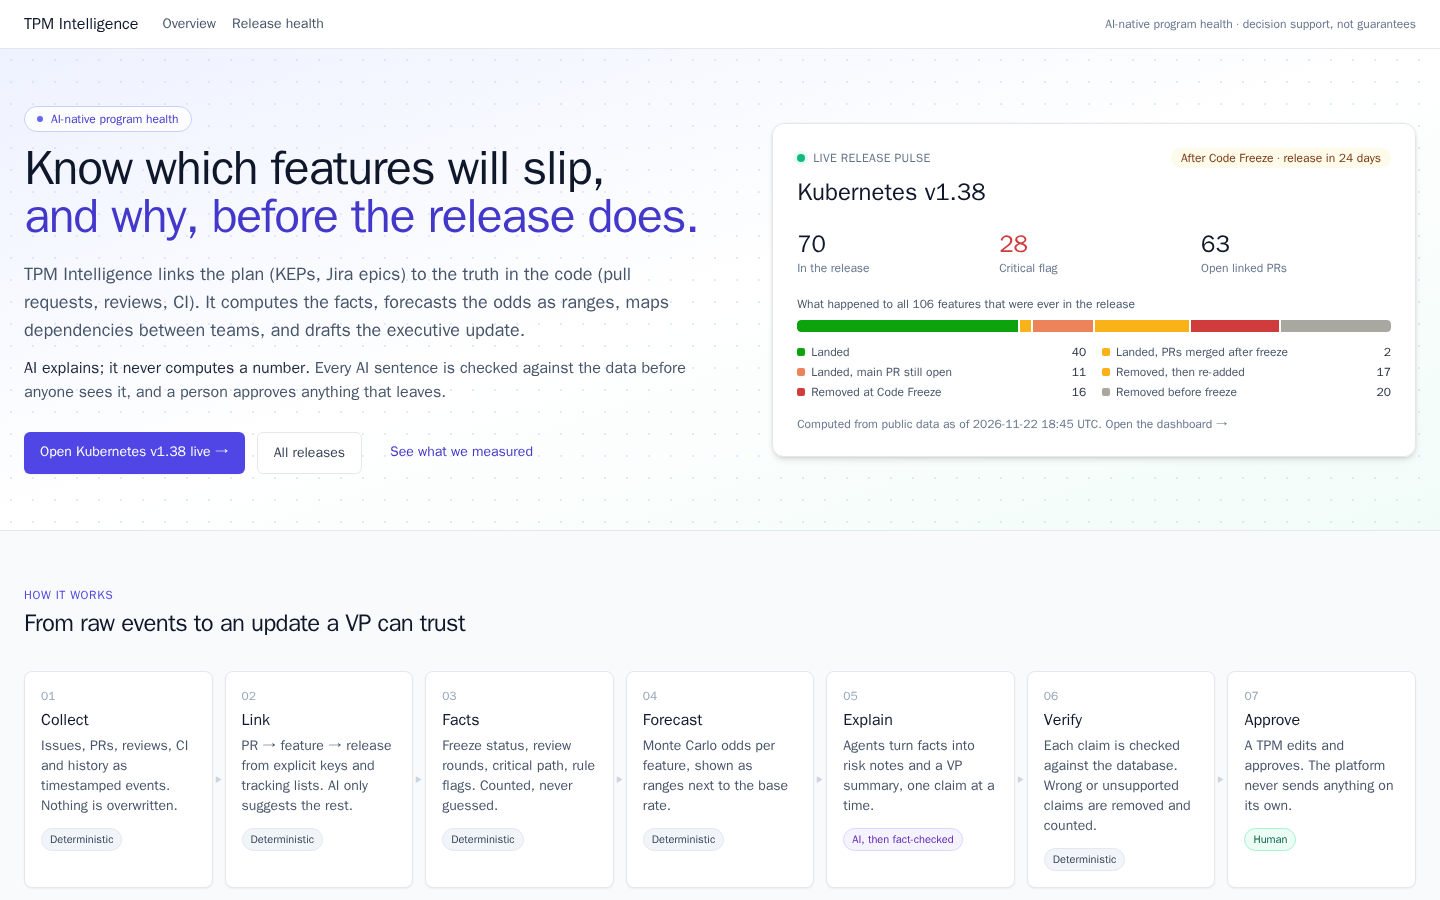 TPM Intelligence
Overview
Release health
AI-native program health · decision support, not guarantees
AI-native program health
Know which features will slip,
and why, before the release does.
TPM Intelligence links the plan (KEPs, Jira epics) to the truth in the code (pull
requests, reviews, CI). It computes the facts, forecasts the odds as ranges, maps
dependencies between teams, and drafts the executive update.
AI explains; it never computes a number. Every AI sentence is checked against the data before
anyone sees it, and a person approves anything that leaves.
Open Kubernetes v1.38 live →
All releases
See what we measured
LIVE RELEASE PULSE
After Code Freeze · release in 24 days
Kubernetes v1.38
70
In the release
28
Critical flag
63
Open linked PRs
What happened to all 106 features that were ever in the release
Landed 40
Landed, PRs merged after freeze 2
Landed, main PR still open 11
Removed, then re-added 17
Removed at Code Freeze 16
Removed before freeze 20
Computed from public data as of 2026-11-22 18:45 UTC. Open the dashboard →
HOW IT WORKS
From raw events to an update a VP can trust
01
Collect
Issues, PRs, reviews, CI
and history as
timestamped events.
Nothing is overwritten.
Deterministic
02
Link
PR → feature → release
from explicit keys and
tracking lists. AI only
suggests the rest.
Deterministic
03
Facts
Freeze status, review
rounds, critical path, rule
flags. Counted, never
guessed.
Deterministic
04
Forecast
Monte Carlo odds per
feature, shown as
ranges next to the base
rate.
Deterministic
05
Explain
Agents turn facts into
risk notes and a VP
summary, one claim at a
time.
AI, then fact-checked
06
Verify
Each claim is checked
against the database.
Wrong or unsupported
claims are removed and
counted.
Deterministic
07
Approve
A TPM edits and
approves. The platform
never sends anything on
its own.
Human